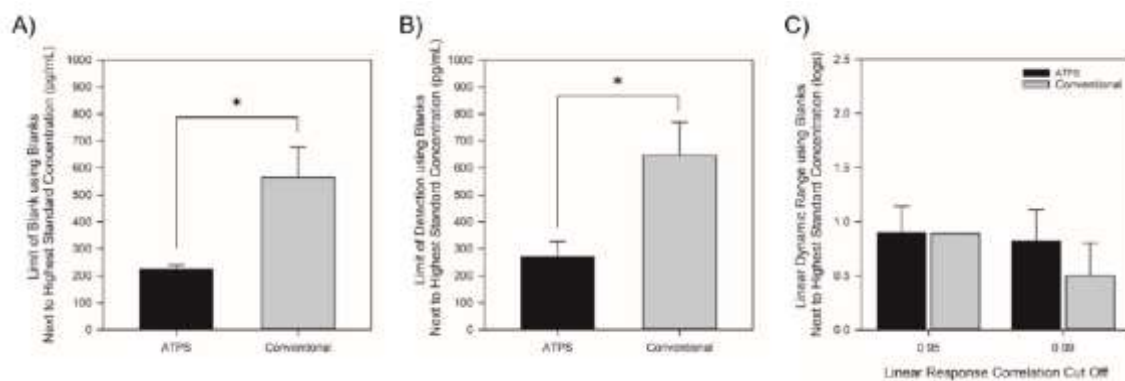 A)
Limit of Blank using Blanks
Next to Highest Standard Concentration (pg/mL)
1000
900
800
700
600
500
400
300
200
100
0
*
ATPS
Conventional
B)
Limit of Detection using Blanks
Next to Highest Standard Concentration (pg/mL)
1000
900
800
700
600
500
400
300
200
100
0
*
ATPS
Conventional
C)
Linear Dynamic Range using Blanks
Next to Highest Standard Concentration (logs)
2.5
2.0
1.5
1.0
0.5
0.0
ATPS
Conventional
0.95
0.99
Linear Response Correlation Cut Off